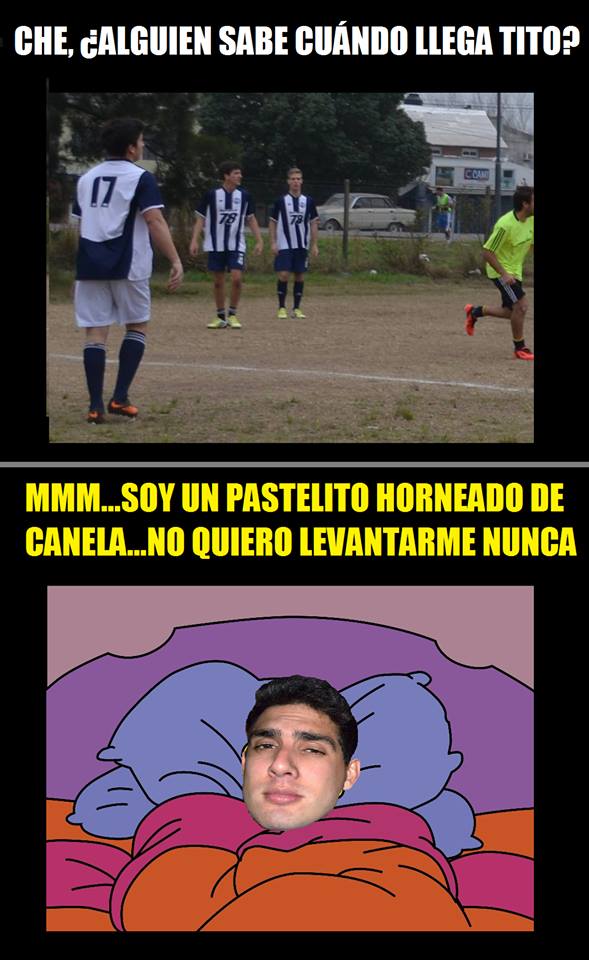 CHE, ¿ALGUIEN SABE CUÁNDO LLEGA TITO?
17
78
78
CAMI
MMM...SOY UN PASTELITO HORNEADO DE
CANELA...NO QUIERO LEVANTARME NUNCA